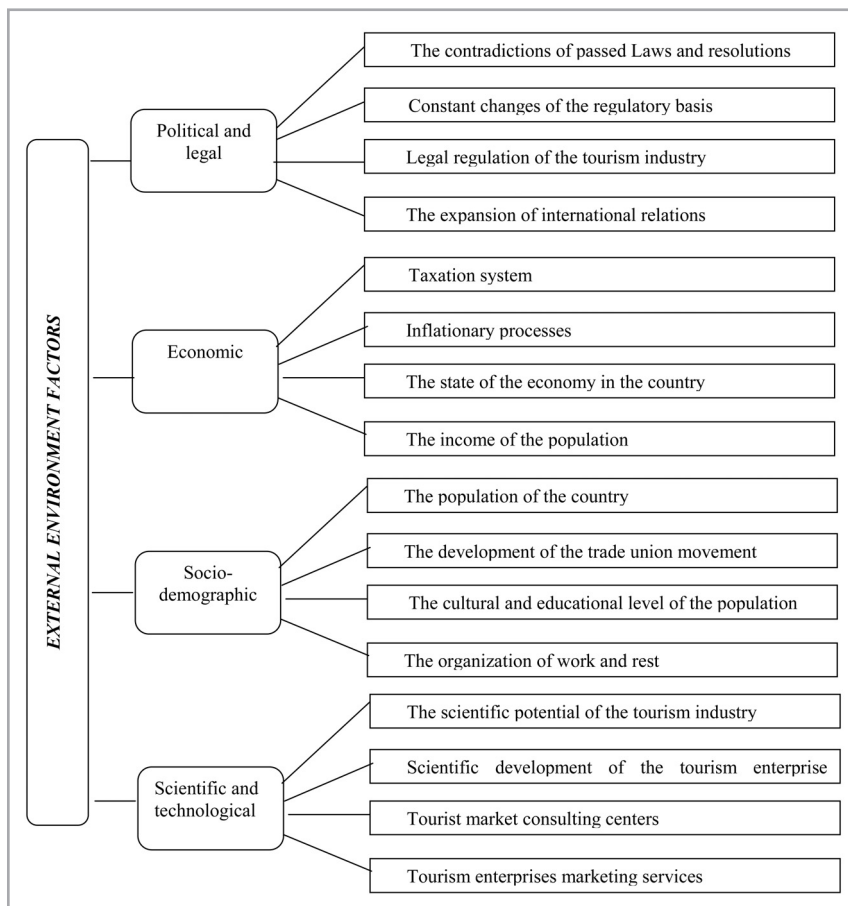 EXTERNAL ENVIRONMENT FACTORS
Political and
legal
The contradictions of passed Laws and resolutions
Constant changes of the regulatory basis
Legal regulation of the tourism industry
The expansion of international relations
Economic
Taxation system
Inflationary processes
The state of the economy in the country
The income of the population
Socio-
demographic
The population of the country
The development of the trade union movement
The cultural and educational level of the population
The organization of work and rest
Scientific and
technological
The scientific potential of the tourism industry
Scientific development of the tourism enterprise
Tourist market consulting centers
Tourism enterprises marketing services